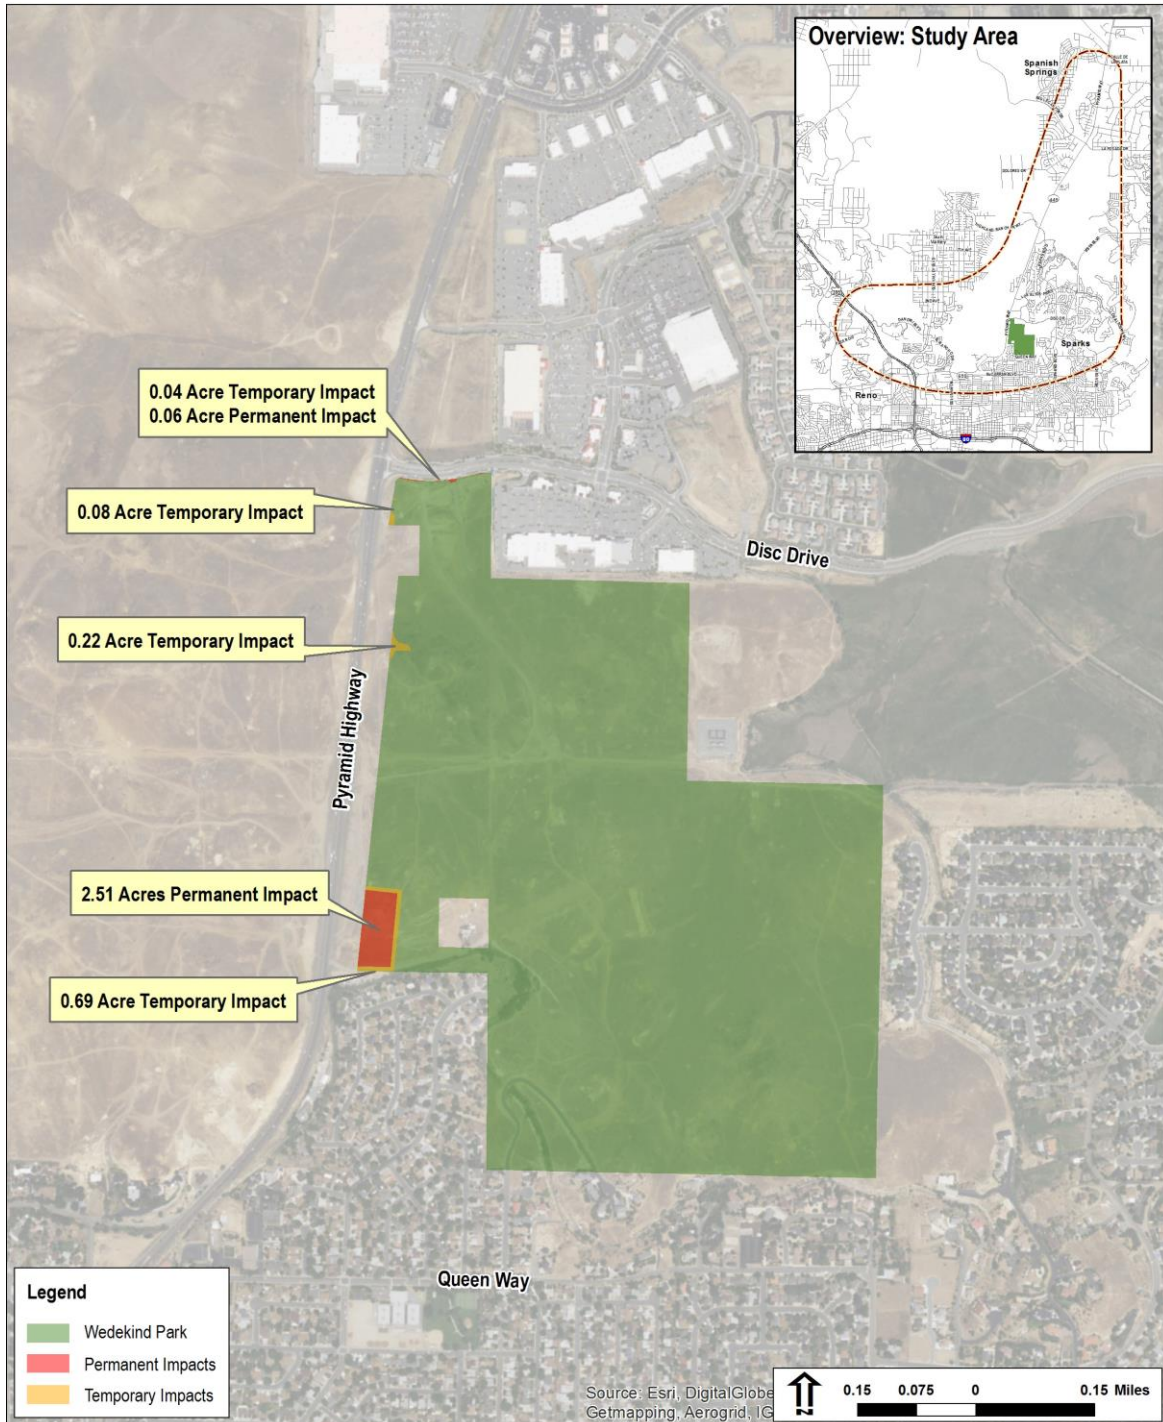 Overview: Study Area
Spanish
Springs
Sparks
Reno
0.04 Acre Temporary Impact
0.06 Acre Permanent Impact
0.08 Acre Temporary Impact
Disc Drive
0.22 Acre Temporary Impact
Pyramid Highway
2.51 Acres Permanent Impact
0.69 Acre Temporary Impact
Queen Way
Legend
Wedekind Park
Permanent Impacts
Temporary Impacts
Source: Esri, DigitalGlobe
Getmapping, Aerogrid, IG
N
0.15 0.075 0 0.15 Miles